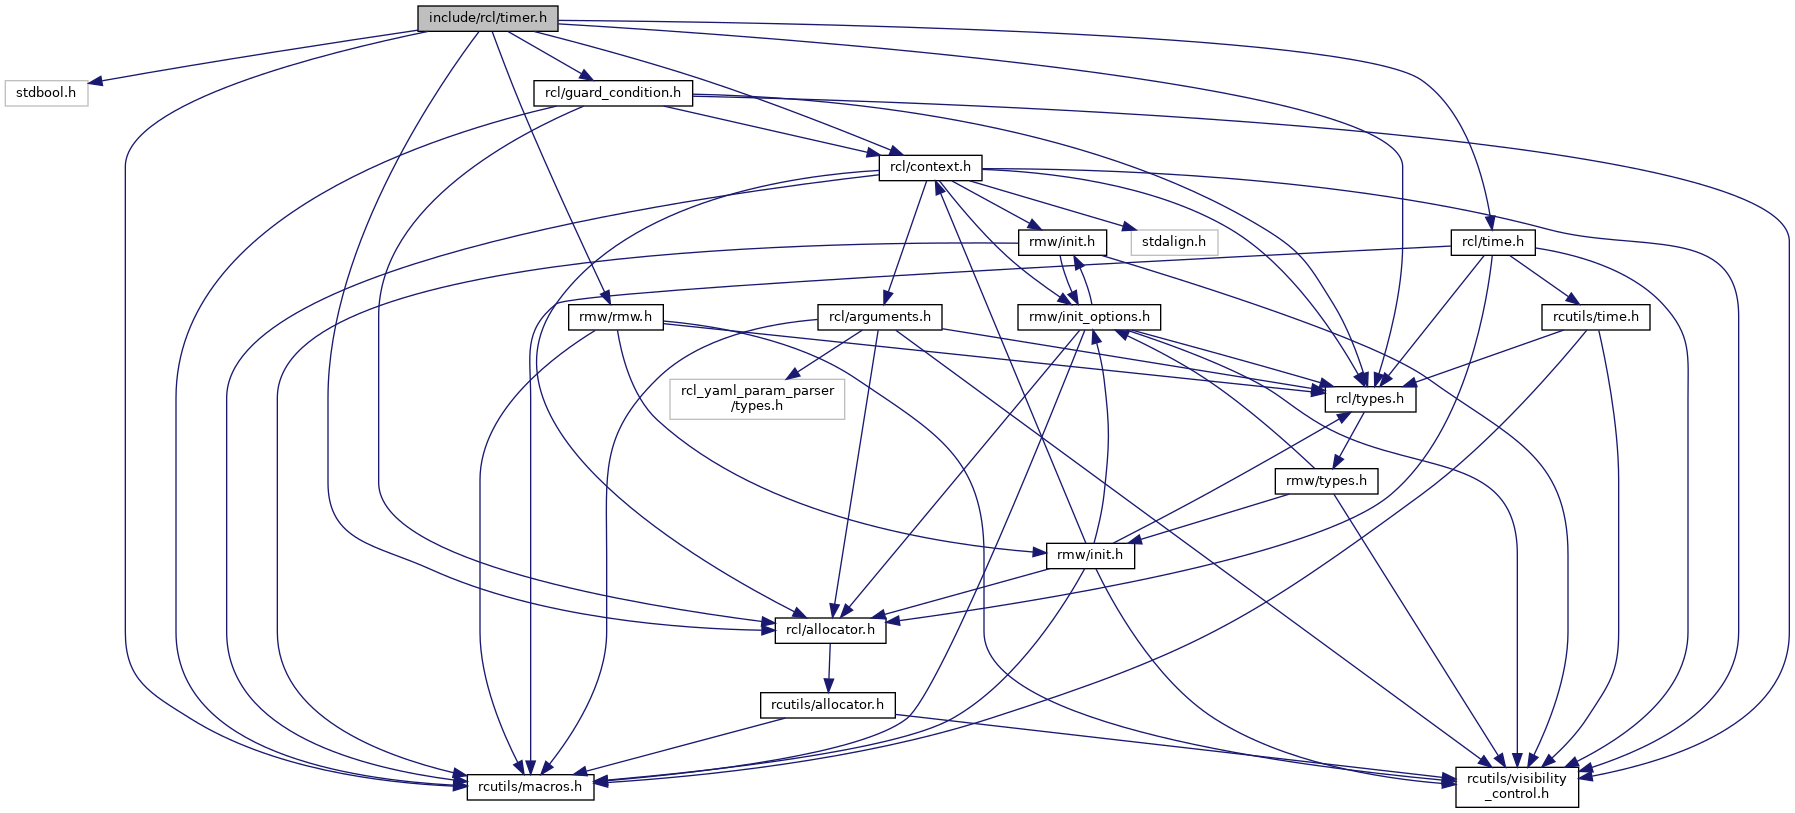 include/rcl/timer.h
stdbool.h
rcl/guard_condition.h
rcl/context.h
rmw/init.h
stdalign.h
rcl/time.h
rmw/rmw.h
rcl/arguments.h
rmw/init_options.h
rcutils/time.h
rcl_yaml_param_parser
/types.h
rcl/types.h
rmw/types.h
rmw/init.h
rcl/allocator.h
rcutils/allocator.h
rcutils/macros.h
rcutils/visibility
_control.h